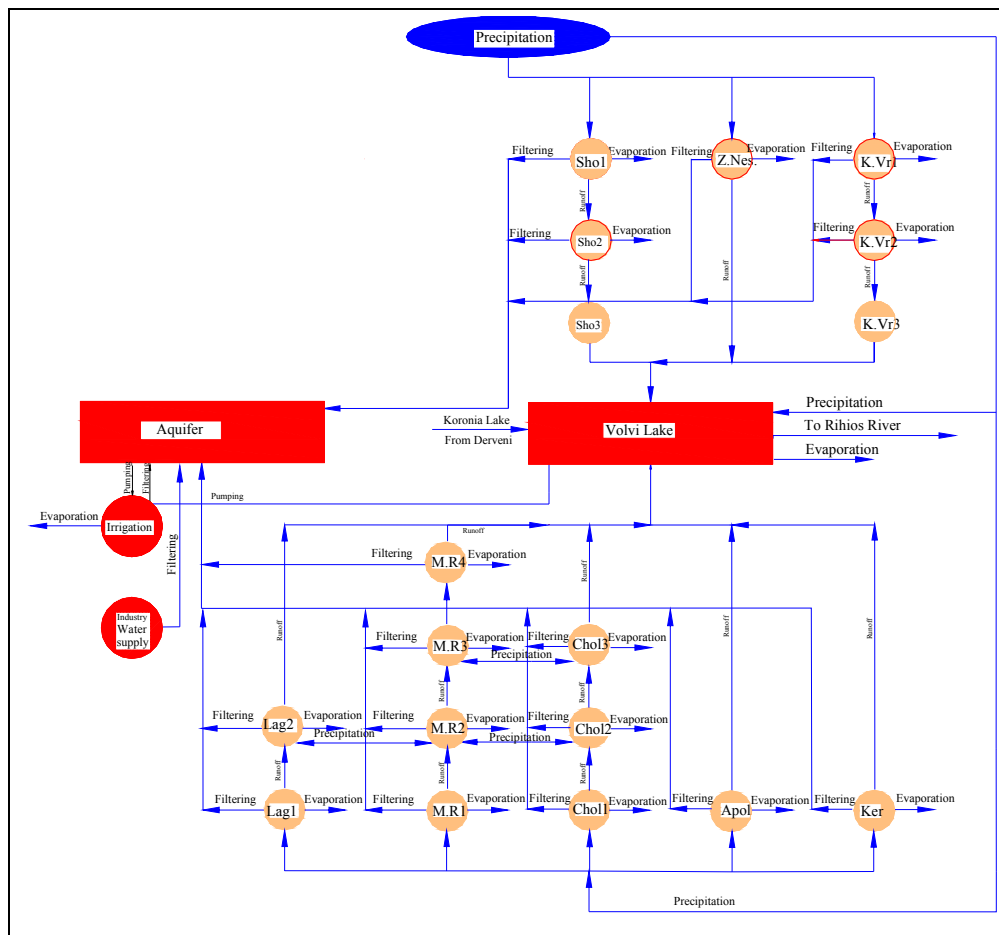 Precipitation
Filtering
Evaporation
Filtering
Evaporation
Filtering
Evaporation
Sho1
Z.Nes.
K.Vr1
Runoff
Runoff
Filtering
Evaporation
Filtering
Evaporation
Sho2
K.Vr2
Runoff
Runoff
Runoff
Sho3
K.Vr3
Precipitation
Koronia Lake
From Derveni
Aquifer
Volvi Lake
To Rihios River
Evaporation
Pumping
Filtering
Pumping
Evaporation
Irrigation
Filtering
Runoff
Filtering
Evaporation
M.R4
Runoff
Runoff
Runoff
Runoff
Industry
Water
supply
Filtering
Evaporation
Filtering
Evaporation
M.R3
Chol3
Precipitation
Runoff
Runoff
Filtering
Evaporation
Filtering
Evaporation
Filtering
Evaporation
Lag2
M.R2
Chol2
Precipitation
Precipitation
Runoff
Runoff
Runoff
Filtering
Evaporation
Filtering
Evaporation
Filtering
Evaporation
Filtering
Evaporation
Filtering
Evaporation
Lag1
M.R1
Chol1
Apol
Ker
Precipitation